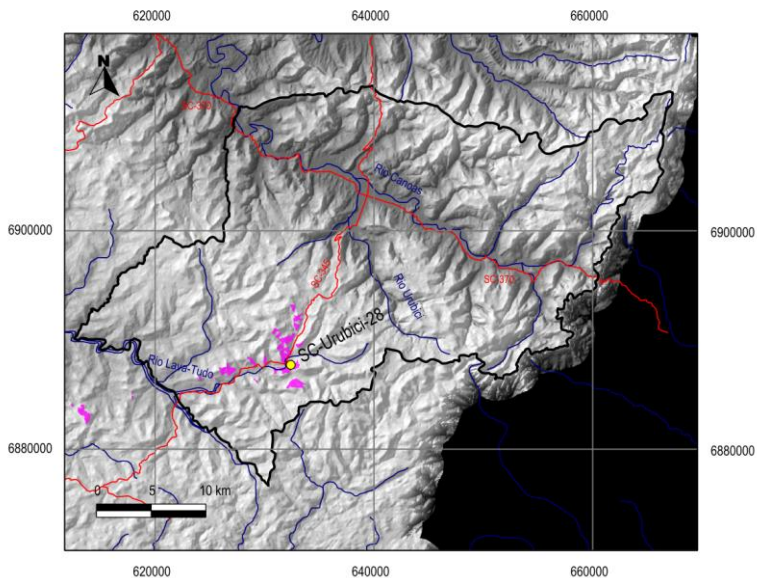 620000 640000 660000
N
SC-370
Rio Canoas
6900000 6900000
SC-370
Rio Urubici
SC-Urubici-28
Rio Lava-Tudo
6880000 6880000
0 5 10 km
620000 640000 660000